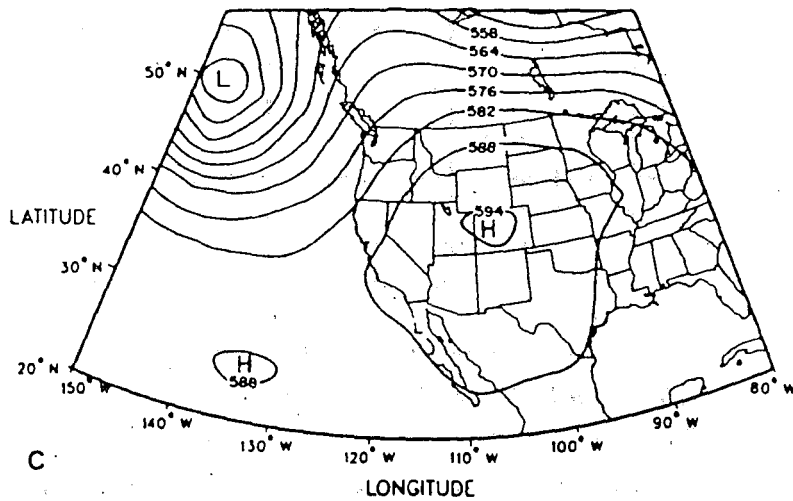 558
564
50° N
L
570
576
582
588
40° N
LATITUDE
594
H
30° N
H
588
20° N
150° W
80° W
140° W
90° W
130° W
120° W
110° W
100° W
C
LONGITUDE